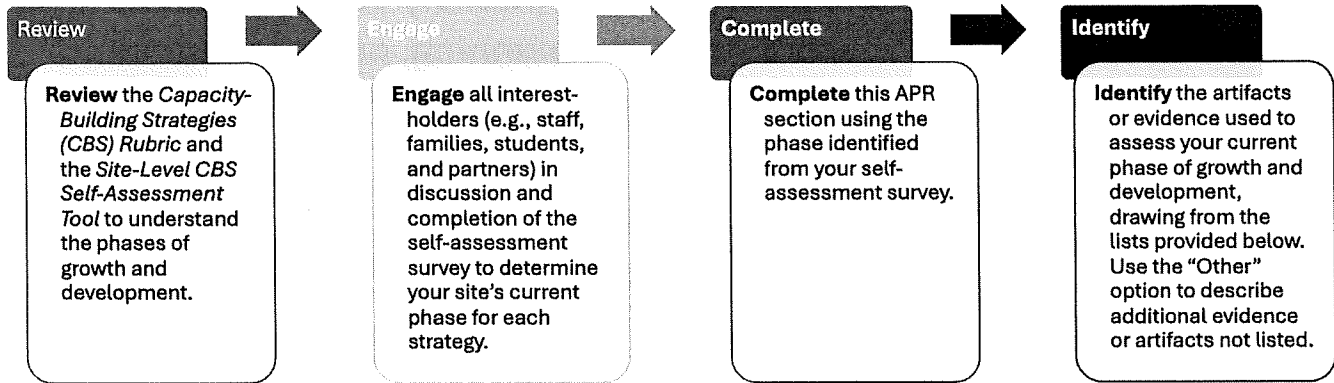 Review
Review the Capacity-
Building Strategies
(CBS) Rubric and
the Site-Level CBS
Self-Assessment
Tool to understand
the phases of
growth and
development.
Engage
Engage all interest-
holders (e.g., staff,
families, students,
and partners) in
discussion and
completion of the
self-assessment
survey to determine
your site's current
phase for each
strategy.
Complete
Complete this APR
section using the
phase identified
from your self-
assessment survey.
Identify
Identify the artifacts
or evidence used to
assess your current
phase of growth and
development,
drawing from the
lists provided below.
Use the “Other”
option to describe
additional evidence
or artifacts not listed.